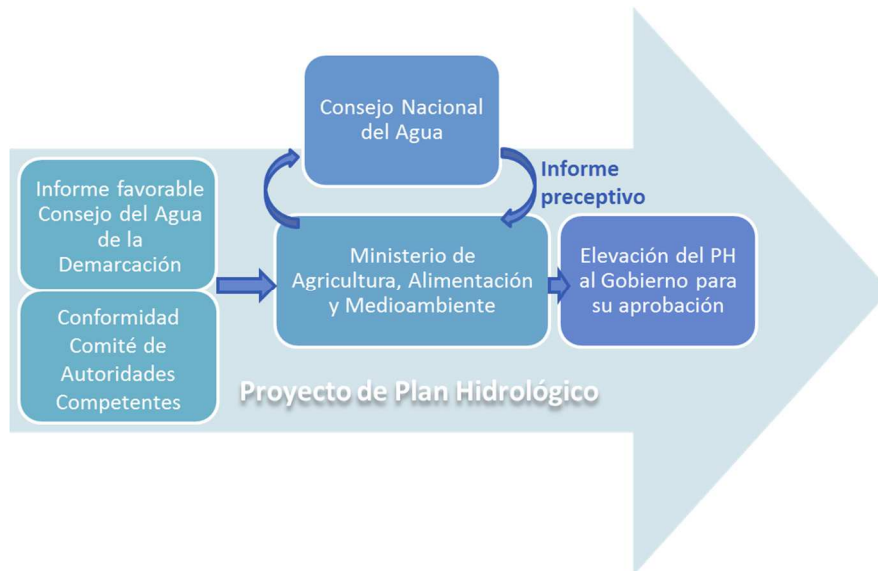 Consejo Nacional
del Agua
Informe
preceptivo
Informe favorable
Consejo del Agua
de la
Demarcación
Conformidad
Comité de
Autoridades
Competentes
Ministerio de
Agricultura, Alimentación
y Medioambiente
Elevación del PH
al Gobierno para
su aprobación
Proyecto de Plan Hidrológico